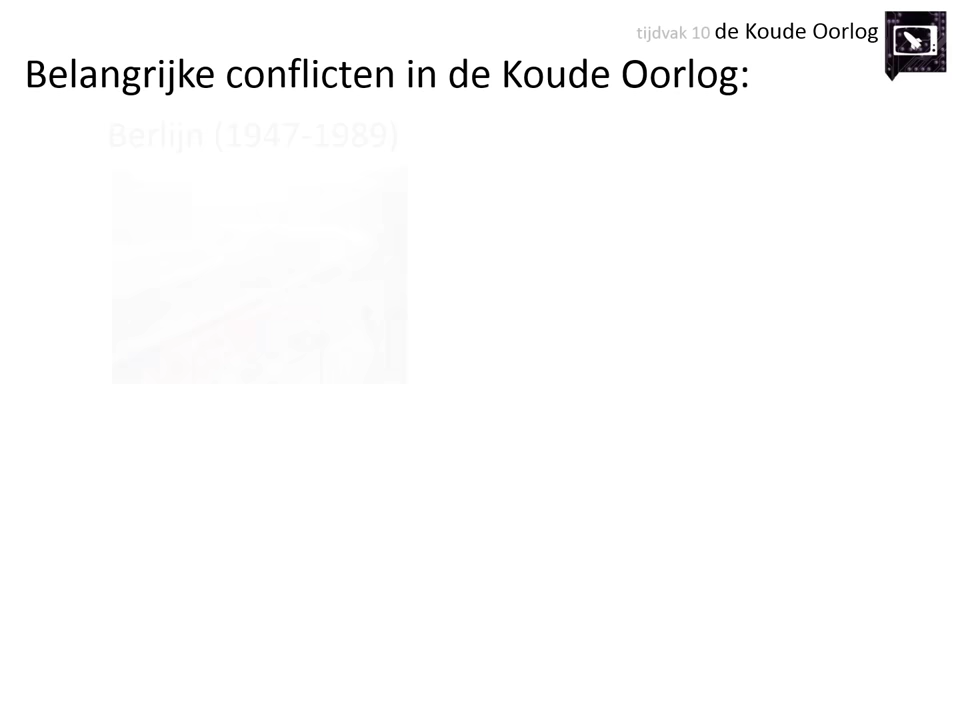 tijdvak 10 de Koude Oorlog
Belangrijke conflicten in de Koude Oorlog:
Berlijn (1947-1989)